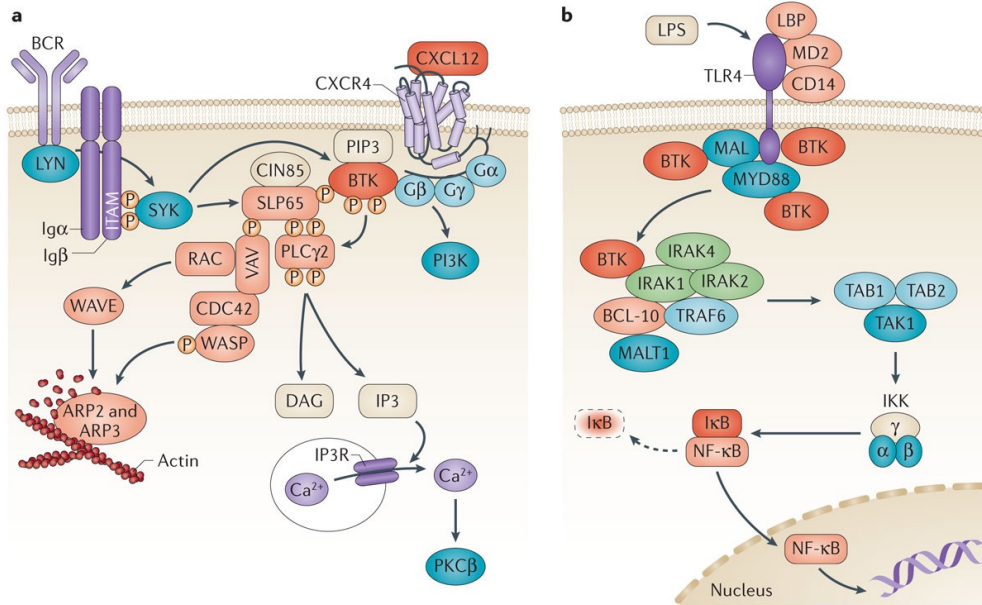 a
BCR
LYN
Igα
Igβ
ITAM
P
P
SYK
CXCL12
CXCR4
PIP3
BTK
P
P
P
CIN85
SLP65
P
P
P
PLCγ2
P
P
VAV
RAC
CDC42
P
WASP
WAVE
ARP2 and
ARP3
Actin
Gα
Gβ
Gγ
PI3K
DAG
IP3
IP3R
Ca²⁺
Ca²⁺
PKCβ
b
LPS
LBP
MD2
CD14
TLR4
BTK
MAL
BTK
MYD88
BTK
BTK
IRAK4
IRAK1
IRAK2
BCL-10
TRAF6
MALT1
TAB1
TAB2
TAK1
IKK
γ
α
β
IκB
IκB
NF-κB
NF-κB
Nucleus